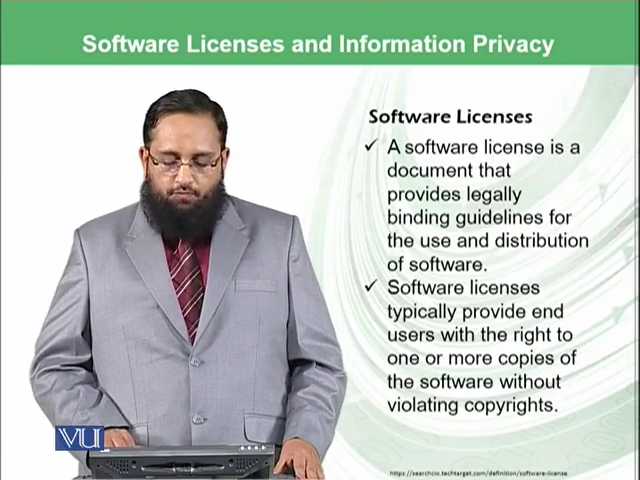 Software Licenses and Information Privacy
Software Licenses
✓ A software license is a
document that
provides legally
binding guidelines for
the use and distribution
of software.
✓ Software licenses
typically provide end
users with the right to
one or more copies of
the software without
violating copyrights.
VU
https://searchcio.techtarget.com/definition/software-license